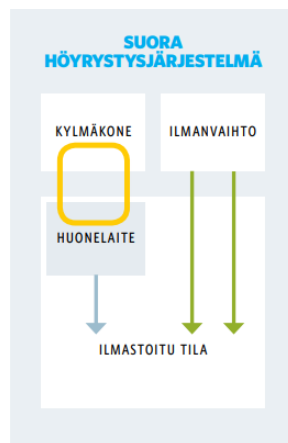 SUORA
HÖYRYSTYSJÄRJESTELMÄ
KYLMÄKONE
ILMANVAIHTO
HUONELAITE
ILMASTOITU TILA